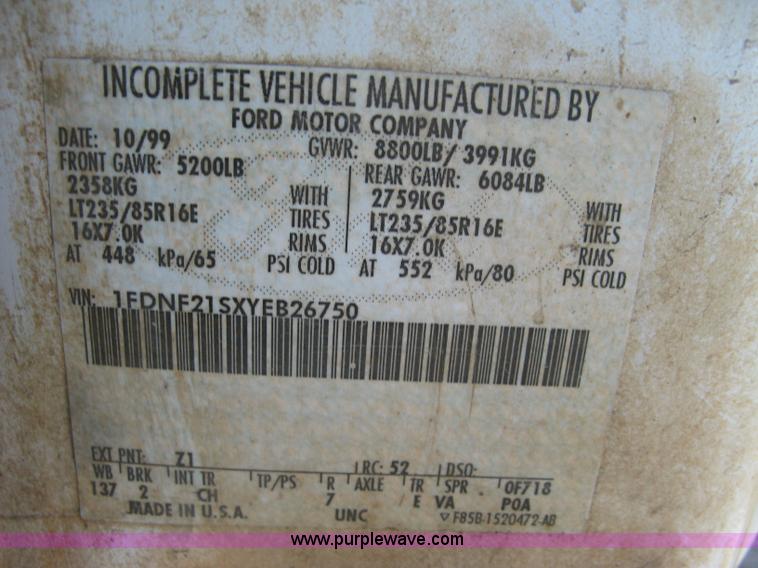 INCOMPLETE VEHICLE MANUFACTURED BY
FORD MOTOR COMPANY
DATE: 10/99 GVWR: 8800LB/ 3991KG
FRONT GAWR: 5200LB REAR GAWR: 6084LB
2358KG WITH 2759KG WITH
LT235/85R16E TIRES LT235/85R16E TIRES
16X7.0K RIMS 16X7.0K RIMS
AT 448 kPa/65 PSI COLD AT 552 kPa/80 PSI COLD
VIN: 1FDNF21SXYEB26750
EXT PNT: Z1 RC: 52 DSO:
WB BRK INT TR TP/PS R AXLE TR SPR 0F718
137 2 CH 7 E VA P0A
MADE IN U.S.A. UNC F85B-1520472-AB
www.purplewave.com